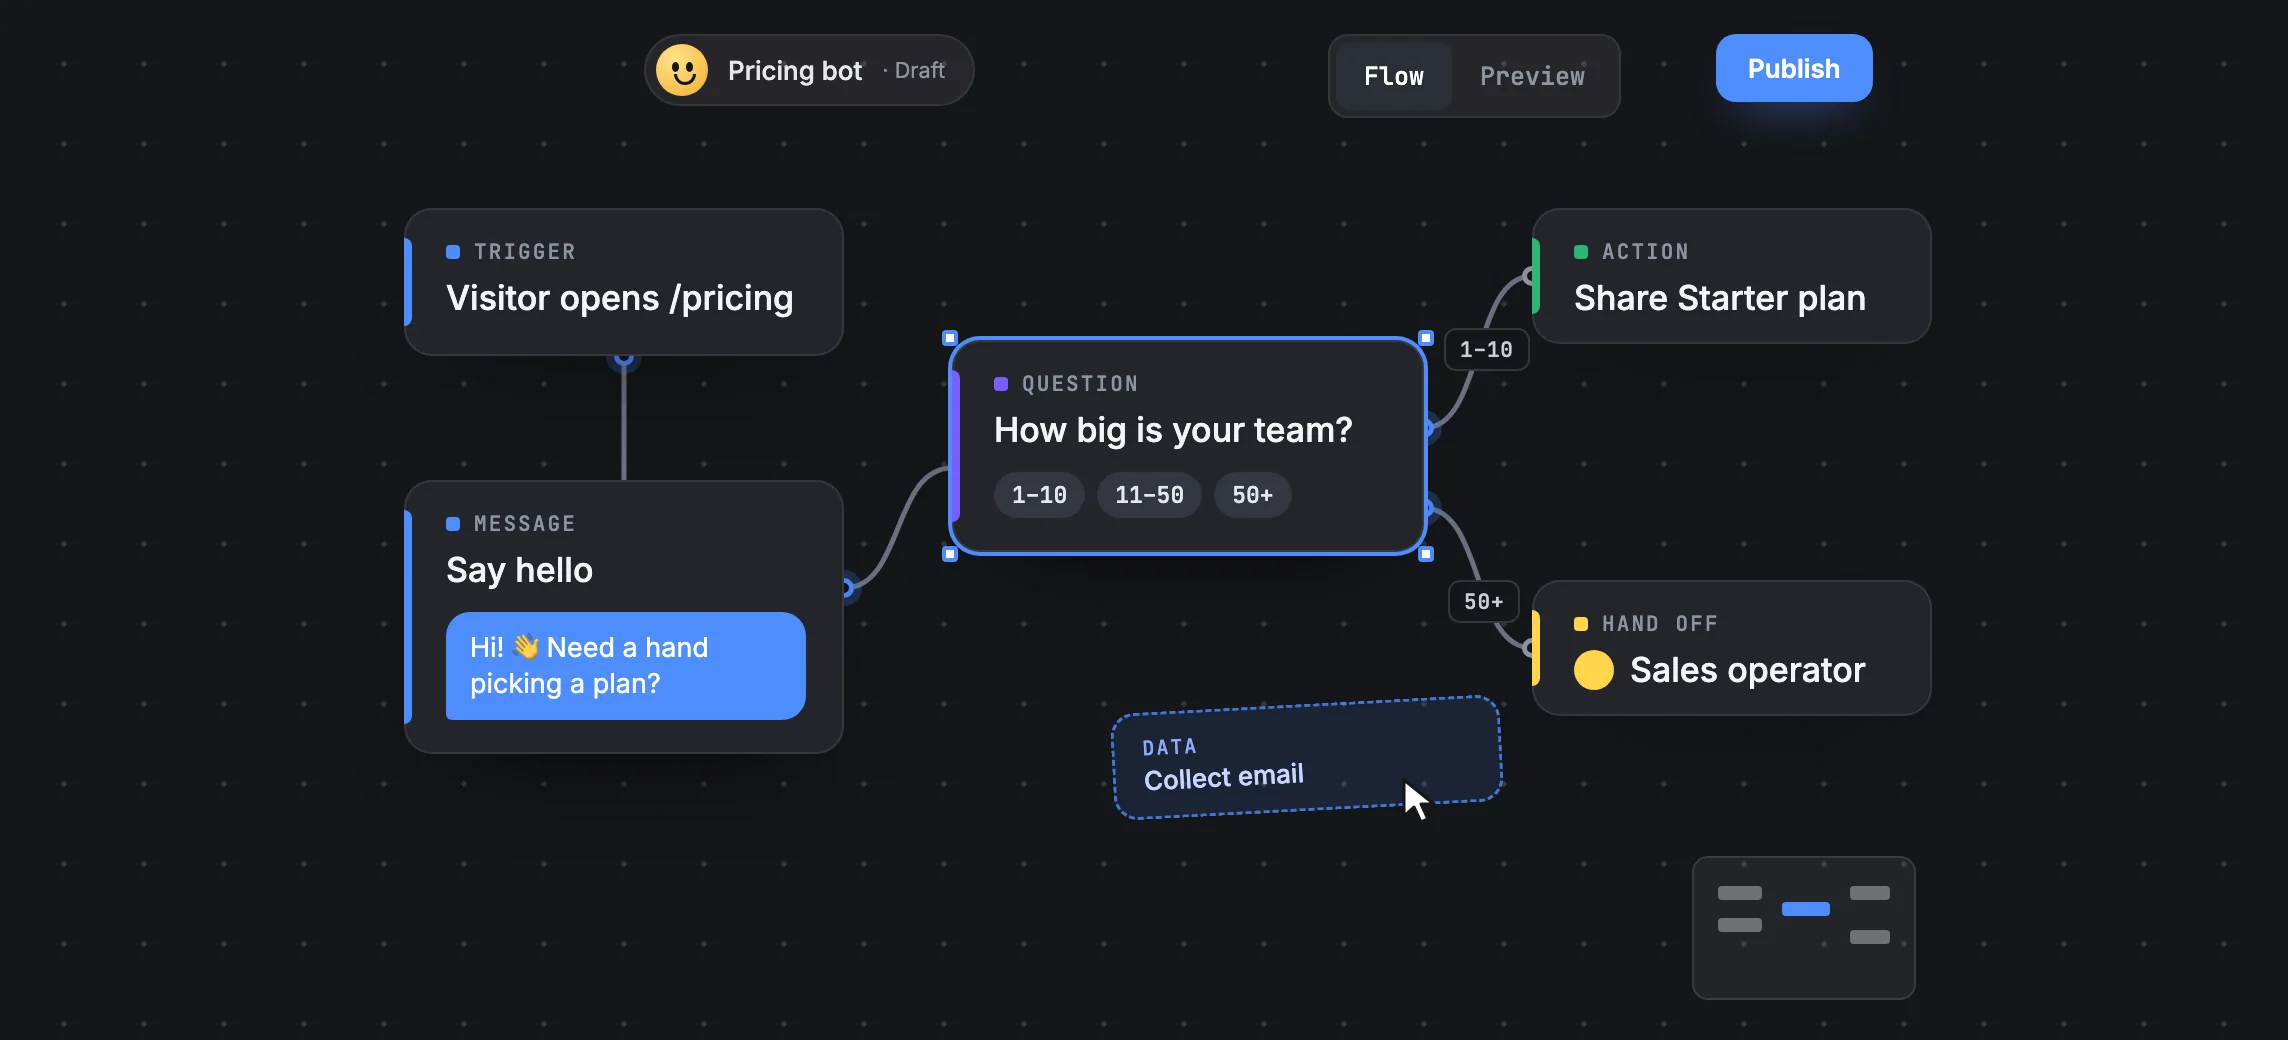 Pricing bot · Draft
Flow
Preview
Publish
TRIGGER
Visitor opens /pricing
MESSAGE
Say hello
Hi! 👋 Need a hand
picking a plan?
QUESTION
How big is your team?
1–10
11–50
50+
1–10
50+
ACTION
Share Starter plan
HAND OFF
Sales operator
DATA
Collect email